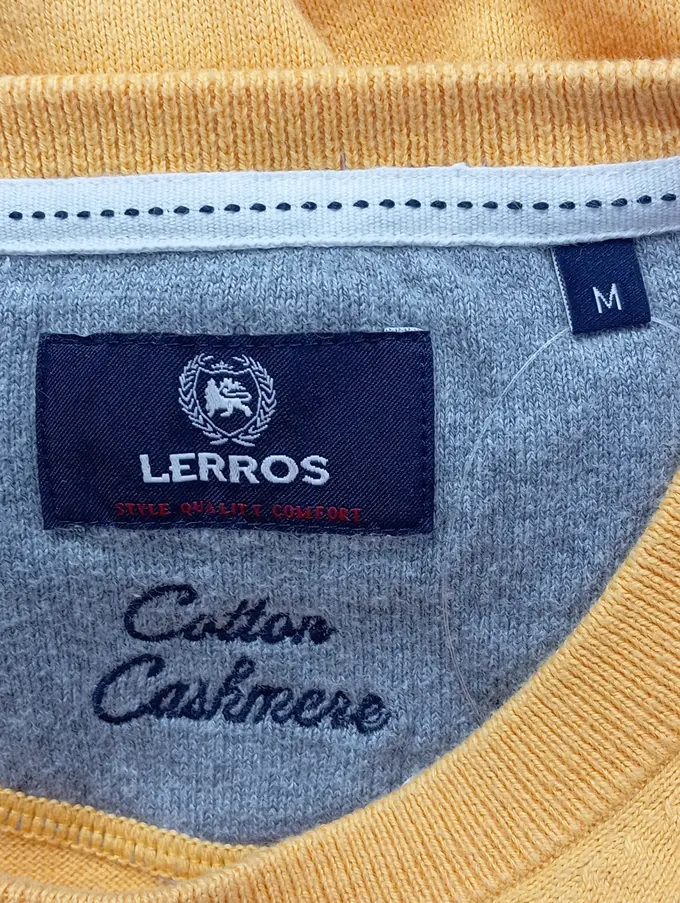 M
LERROS
STYLE QUALITY COMFORT
Cotton
Cashmere